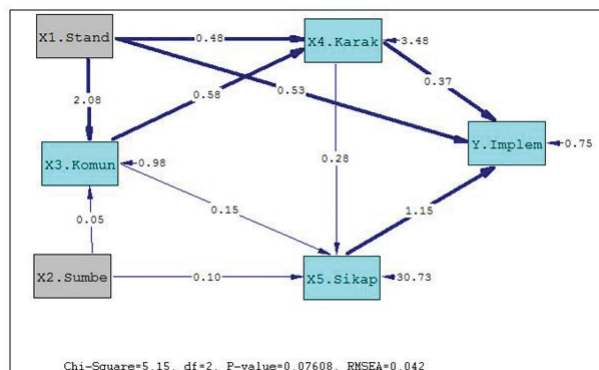 X1.Stand
0.48
X4.Karak
3.48
0.37
0.53
0.58
2.08
Y.Implem
0.75
X3.Komun
0.98
0.28
0.15
1.15
0.05
X2.Sumbe
0.10
X5.Sikap
30.73
Chi-Square=5.15, df=2, P-value=0.07608, RMSEA=0.042